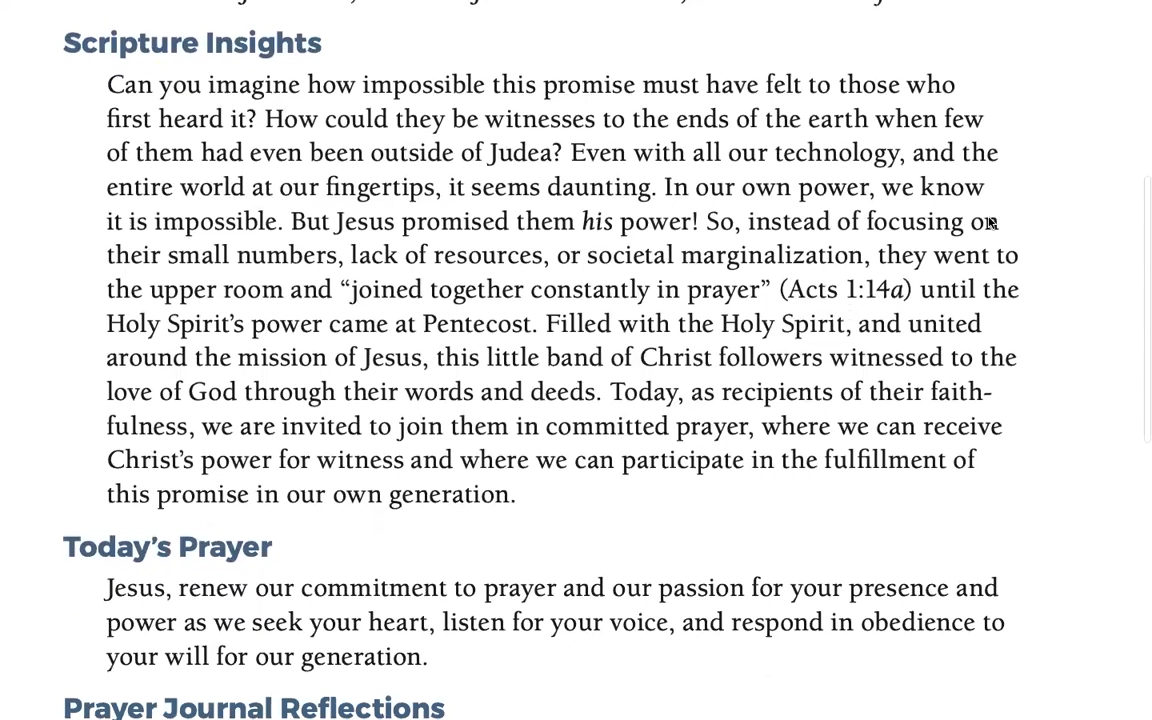 Scripture Insights
Can you imagine how impossible this promise must have felt to those who
first heard it? How could they be witnesses to the ends of the earth when few
of them had even been outside of Judea? Even with all our technology, and the
entire world at our fingertips, it seems daunting. In our own power, we know
it is impossible. But Jesus promised them his power! So, instead of focusing on
their small numbers, lack of resources, or societal marginalization, they went to
the upper room and “joined together constantly in prayer” (Acts 1:14a) until the
Holy Spirit’s power came at Pentecost. Filled with the Holy Spirit, and united
around the mission of Jesus, this little band of Christ followers witnessed to the
love of God through their words and deeds. Today, as recipients of their faith-
fulness, we are invited to join them in committed prayer, where we can receive
Christ’s power for witness and where we can participate in the fulfillment of
this promise in our own generation.
Today’s Prayer
Jesus, renew our commitment to prayer and our passion for your presence and
power as we seek your heart, listen for your voice, and respond in obedience to
your will for our generation.
Prayer Journal Reflections